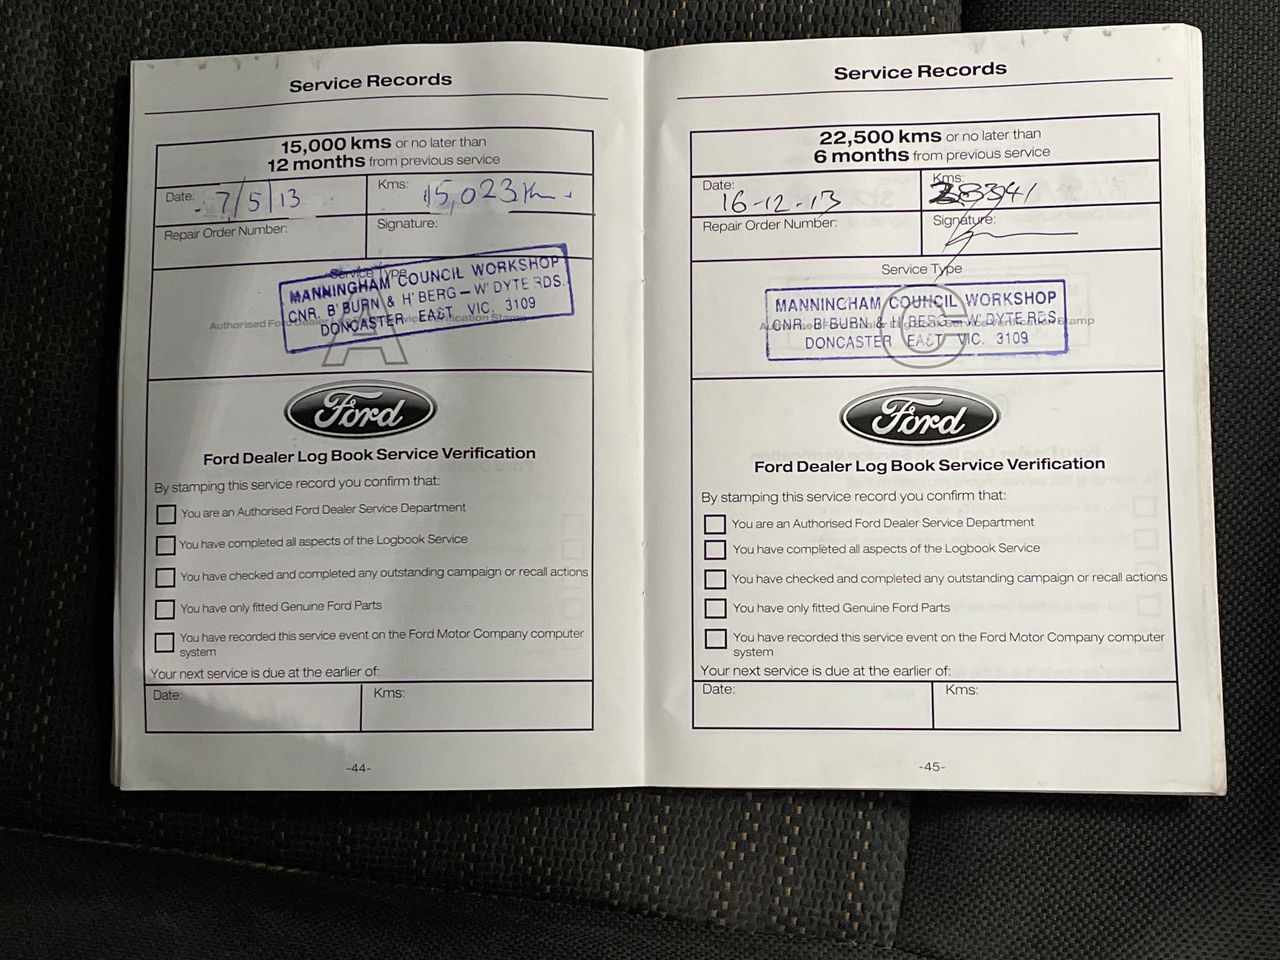 Service Records
15,000 kms or no later than
12 months from previous service
Date: 7/5/13
Kms: 15,023 Km.
Repair Order Number:
Signature:
Service Type
MANNINGHAM COUNCIL WORKSHOP
CNR. B'BURN & H'BERG - W'DYTE RDS.
DONCASTER EAST VIC. 3109
A
Ford
Ford Dealer Log Book Service Verification
By stamping this service record you confirm that:
You are an Authorised Ford Dealer Service Department
You have completed all aspects of the Logbook Service
You have checked and completed any outstanding campaign or recall actions
You have only fitted Genuine Ford Parts
You have recorded this service event on the Ford Motor Company computer
system
Your next service is due at the earlier of:
Date:
Kms:
-44-
Service Records
22,500 kms or no later than
6 months from previous service
Date: 16-12-13
Kms:
Repair Order Number:
Signature:
Service Type
MANNINGHAM COUNCIL WORKSHOP
CNR. B'BURN & H'BERG - W'DYTE RDS
DONCASTER EAST VIC. 3109
C
Ford
Ford Dealer Log Book Service Verification
By stamping this service record you confirm that:
You are an Authorised Ford Dealer Service Department
You have completed all aspects of the Logbook Service
You have checked and completed any outstanding campaign or recall actions
You have only fitted Genuine Ford Parts
You have recorded this service event on the Ford Motor Company computer
system
Your next service is due at the earlier of:
Date:
Kms:
-45-